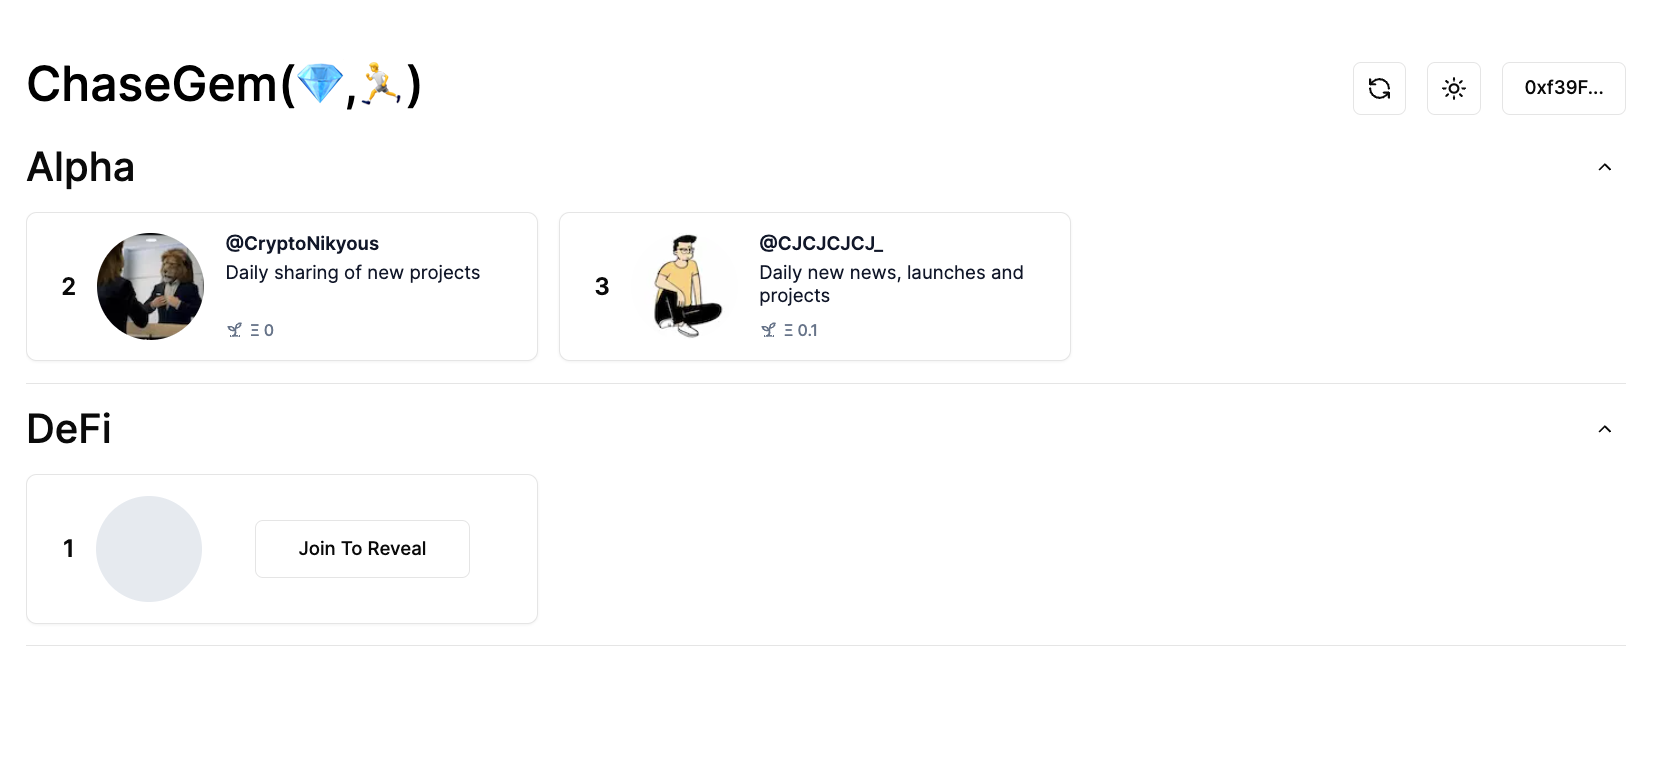 ChaseGem(💎,🏃)
0xf39F...
Alpha
2
@CryptoNikyous
Daily sharing of new projects
Ξ 0
3
@CJCJCJCJ_
Daily new news, launches and
projects
Ξ 0.1
DeFi
1
Join To Reveal